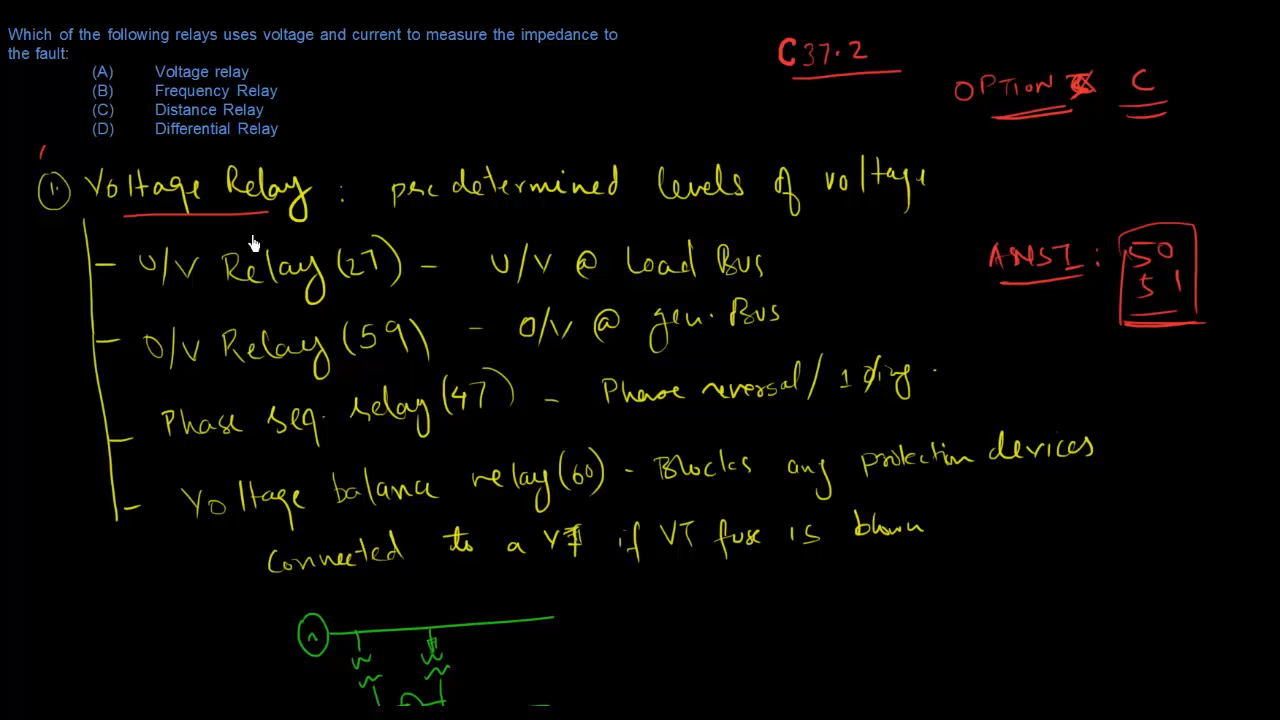 Which of the following relays uses voltage and current to measure the impedance to
the fault:
(A) Voltage relay
(B) Frequency Relay
(C) Distance Relay
(D) Differential Relay
C37.2
OPTION C
1. Voltage Relay : pre determined levels of voltage
U/V Relay (27) - U/V @ Load Bus
ANSI : 50
51
O/V Relay (59) - O/V @ gen. Bus
Phase seq. relay (47) - Phase reversal / 1 ϕing.
Voltage balance relay (60) - Blocks any protection devices
Connected to a VT if VT fuse is blown